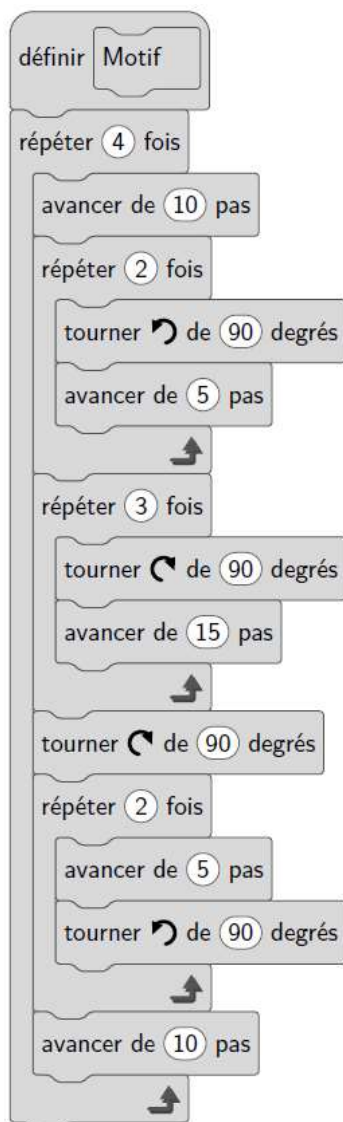 définir Motif
répéter 4 fois
avancer de 10 pas
répéter 2 fois
tourner ↺ de 90 degrés
avancer de 5 pas
répéter 3 fois
tourner ↻ de 90 degrés
avancer de 15 pas
tourner ↻ de 90 degrés
répéter 2 fois
avancer de 5 pas
tourner ↺ de 90 degrés
avancer de 10 pas